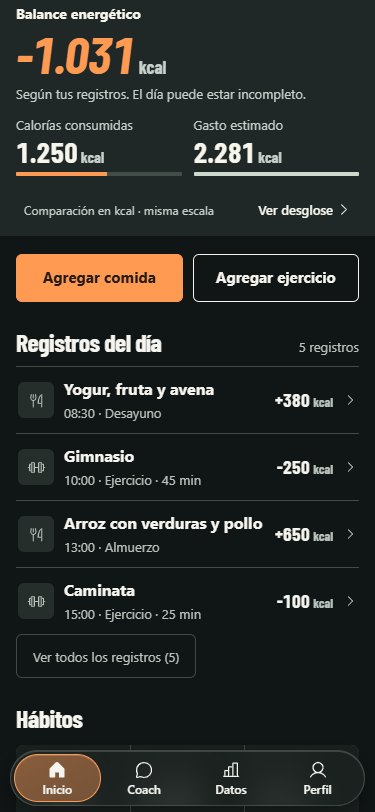 Balance energético
-1.031 kcal
Según tus registros. El día puede estar incompleto.
Calorías consumidas
1.250 kcal
Gasto estimado
2.281 kcal
Comparación en kcal · misma escala
Ver desglose
Agregar comida
Agregar ejercicio
Registros del día
5 registros
Yogur, fruta y avena
08:30 · Desayuno
+380 kcal
Gimnasio
10:00 · Ejercicio · 45 min
-250 kcal
Arroz con verduras y pollo
13:00 · Almuerzo
+650 kcal
Caminata
15:00 · Ejercicio · 25 min
-100 kcal
Ver todos los registros (5)
Hábitos
Inicio
Coach
Datos
Perfil